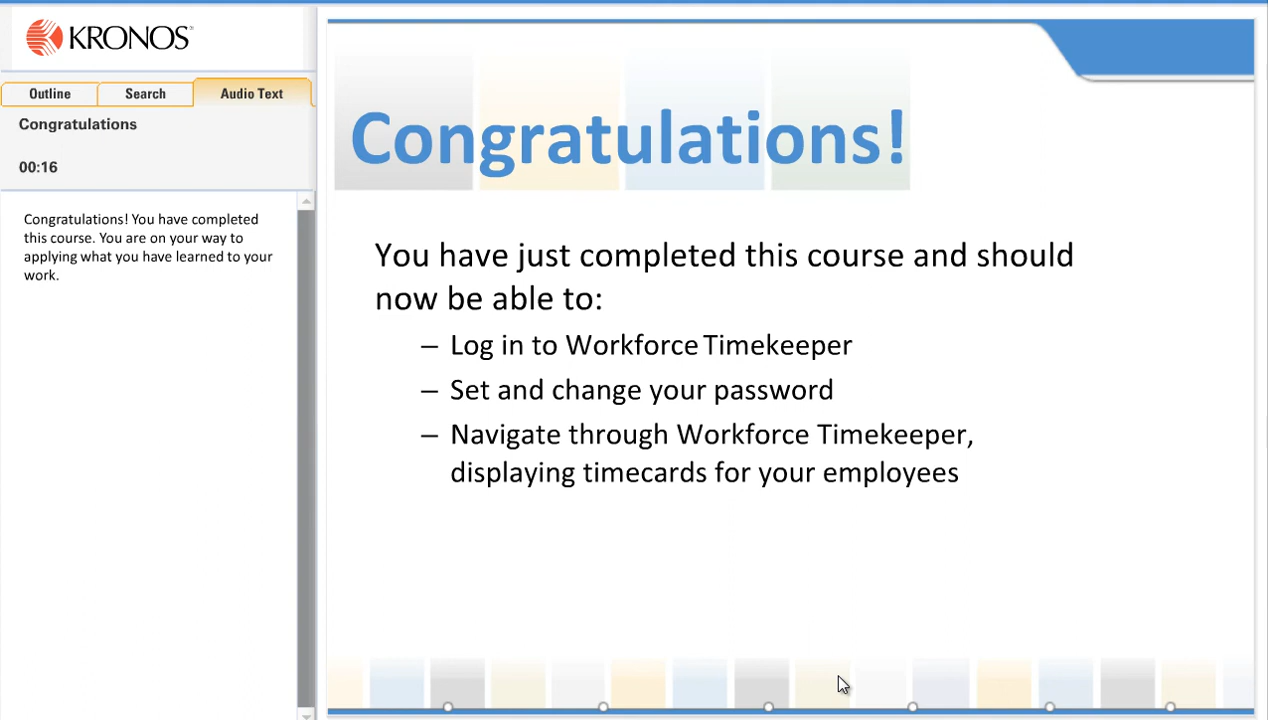 KRONOS
Outline
Search
Audio Text
Congratulations
00:16
Congratulations! You have completed
this course. You are on your way to
applying what you have learned to your
work.
Congratulations!
You have just completed this course and should
now be able to:
– Log in to Workforce Timekeeper
– Set and change your password
– Navigate through Workforce Timekeeper,
displaying timecards for your employees